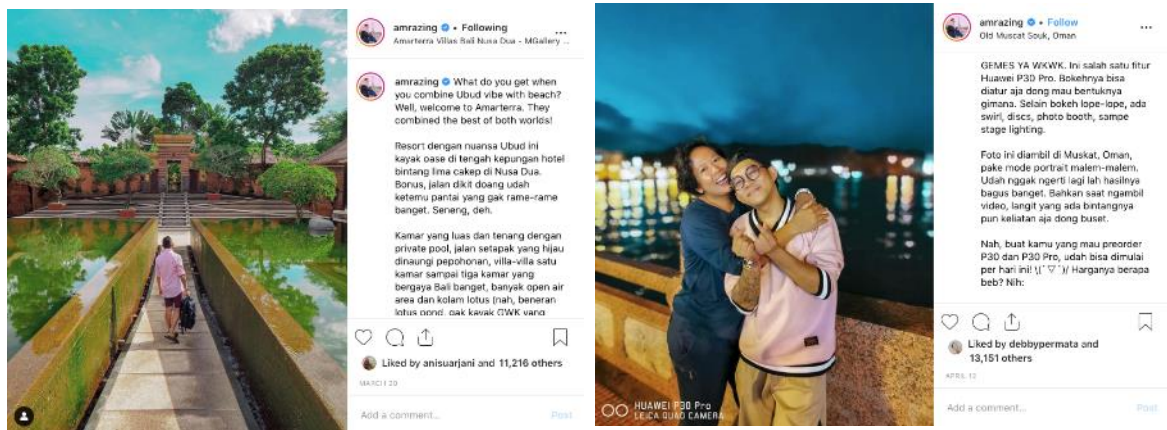 amrazing • Following
Amarterra Villas Bali Nusa Dua - MGallery ...
amrazing What do you get when
you combine Ubud vibe with beach?
Well, welcome to Amarterra. They
combined the best of both worlds!
Resort dengan nuansa Ubud ini
kayak oase di tengah kepungan hotel
bintang lima cakep di Nusa Dua.
Bonus, jalan dikit doang udah
ketemu pantai yang gak rame-rame
banget. Seneng, deh.
Kamar yang luas dan tenang dengan
private pool, jalan setapak yang hijau
dinaungi pepohonan, villa-villa satu
kamar sampai tiga kamar yang
bergaya Bali banget, banyak open air
area dan kolam lotus (nah, beneran
lotus pond, gak kayak GWK yang
Liked by anisuarjani and 11,216 others
MARCH 20
Add a comment...
Post
amrazing • Follow
Old Muscat Souk, Oman
GEMES YA WKWK. Ini salah satu fitur
Huawei P30 Pro. Bokehnya bisa
diatur aja dong mau bentuknya
gimana. Selain bokeh lope-lope, ada
swirl, discs, photo booth, sampe
stage lighting.
Foto ini diambil di Muskat, Oman,
pake mode portrait malem-malem.
Udah nggak ngerti lagi lah hasilnya
bagus banget. Bahkan saat ngambil
video, langit yang ada bintangnya
pun keliatan aja dong buset.
Nah, buat kamu yang mau preorder
P30 dan P30 Pro, udah bisa dimulai
per hari ini! \(´▽`)/ Harganya berapa
beb? Nih:
Liked by debbypermata and
13,151 others
Add a comment...
Post
HUAWEI P30 Pro
LEICA QUAD CAMERA